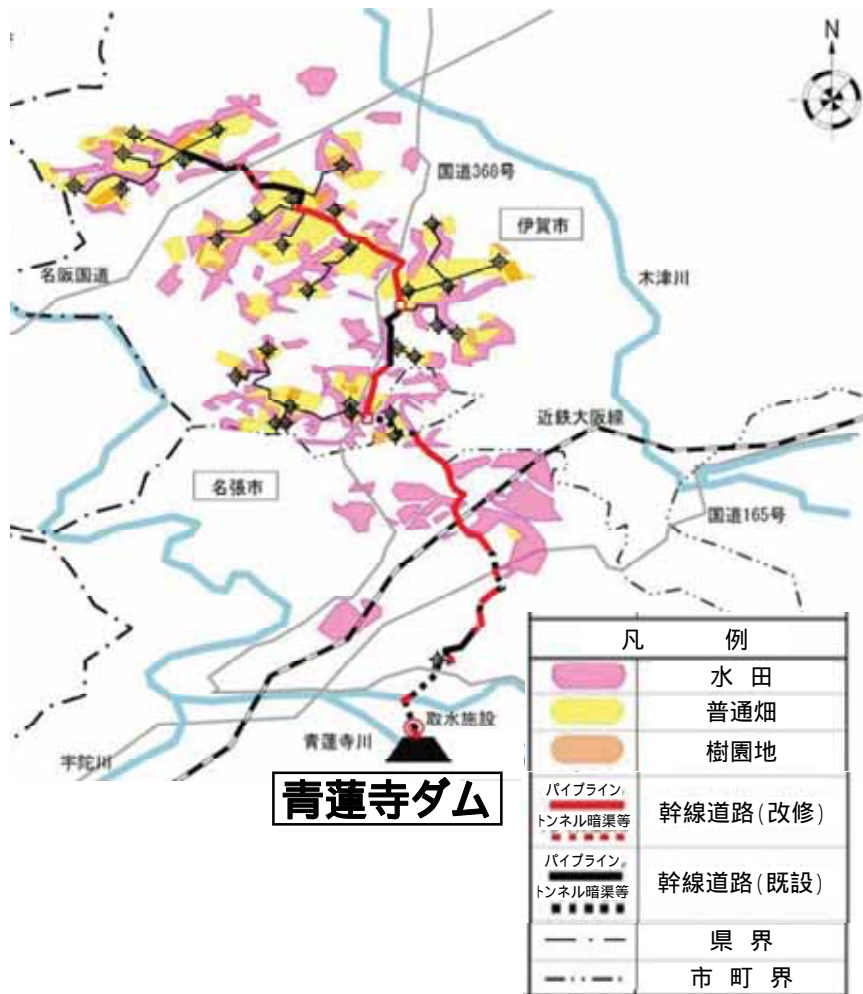 N
国道368号
伊賀市
名阪国道
木津川
近鉄大阪線
名張市
国道165号
取水施設
青蓮寺川
宇陀川
青蓮寺ダム
凡 例
水 田
普通畑
樹園地
パイプライン
トンネル暗渠等
幹線道路(改修)
パイプライン
トンネル暗渠等
幹線道路(既設)
県 界
市 町 界